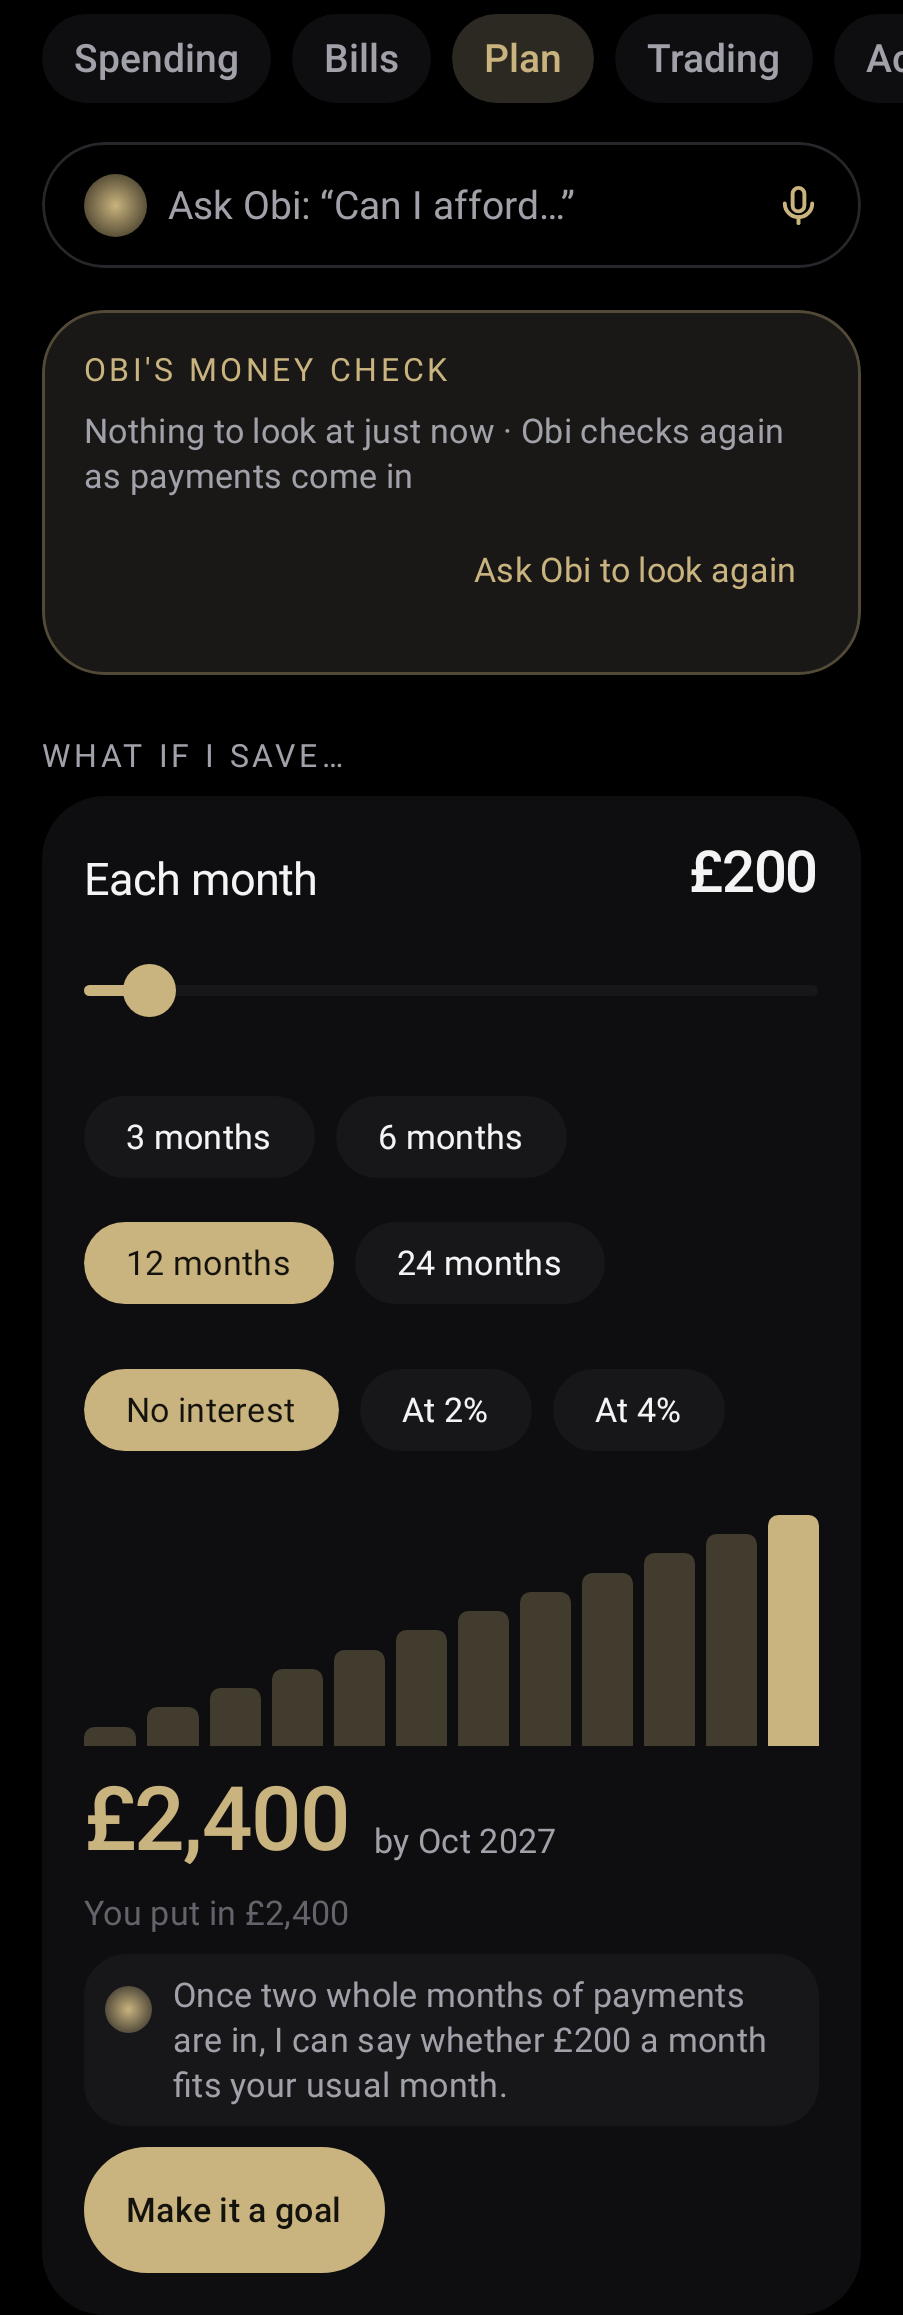 Spending Bills Plan Trading Ac
Ask Obi: “Can I afford…”
OBI'S MONEY CHECK
Nothing to look at just now · Obi checks again
as payments come in
Ask Obi to look again
WHAT IF I SAVE…
Each month £200
3 months 6 months
12 months 24 months
No interest At 2% At 4%
£2,400 by Oct 2027
You put in £2,400
Once two whole months of payments
are in, I can say whether £200 a month
fits your usual month.
Make it a goal